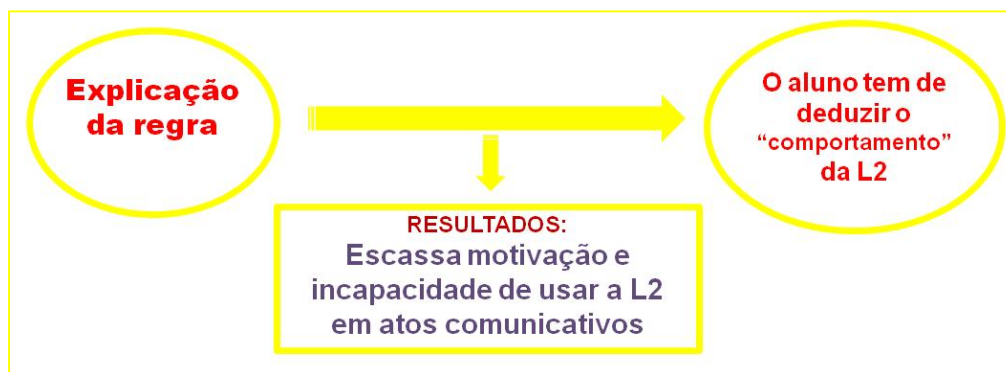 Explicação
da regra
O aluno tem de
deduzir o
“comportamento”
da L2
RESULTADOS:
Escassa motivação e
incapacidade de usar a L2
em atos comunicativos